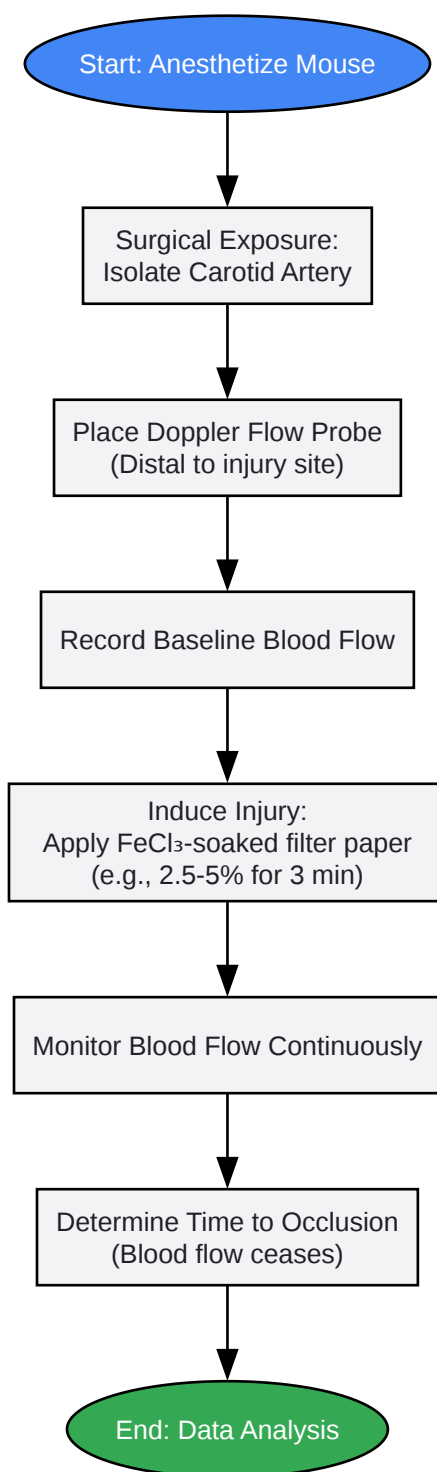 Start: Anesthetize Mouse
Surgical Exposure:
Isolate Carotid Artery
Place Doppler Flow Probe
(Distal to injury site)
Record Baseline Blood Flow
Induce Injury:
Apply FeCl₃-soaked filter paper
(e.g., 2.5-5% for 3 min)
Monitor Blood Flow Continuously
Determine Time to Occlusion
(Blood flow ceases)
End: Data Analysis